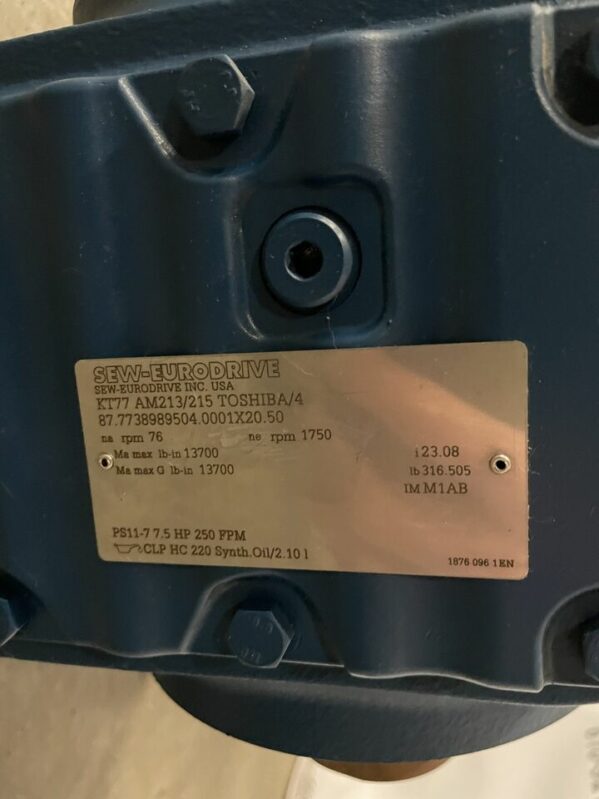 SEW-EURODRIVE
SEW-EURODRIVE INC. USA
KT77 AM213/215 TOSHIBA/4
87.7738989504.0001X20.50
na rpm 76 ne rpm 1750
Ma max lb-in 13700 i 23.08
Ma max G lb-in 13700 lb 316.505
IM M1AB
PS11-7 7.5 HP 250 FPM
CLP HC 220 Synth.Oil/2.10 l
1876 096 1EN